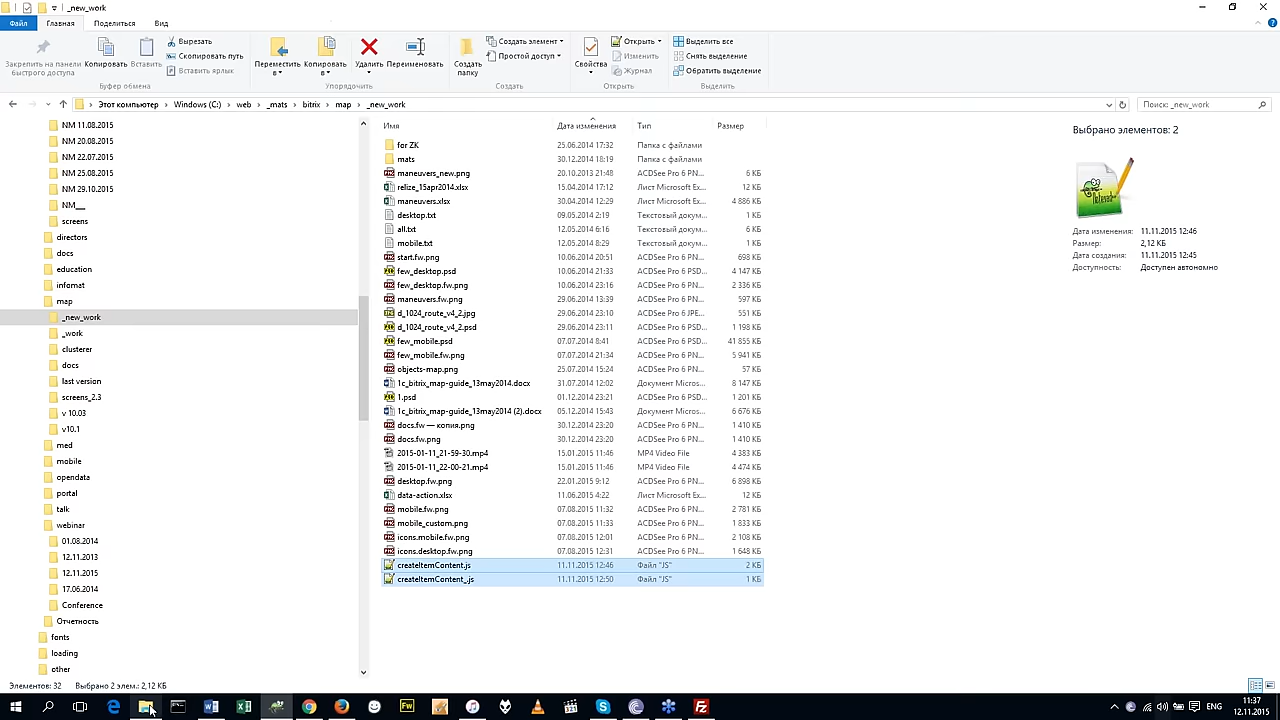 _new_work
Файл
Главная
Поделиться
Вид
Закрепить на панели быстрого доступа
Копировать
Вставить
Вырезать
Скопировать путь
Вставить ярлык
Буфер обмена
Переместить в
Копировать в
Удалить
Переименовать
Упорядочить
Создать папку
Создать элемент
Простой доступ
Создать
Свойства
Открыть
Изменить
Журнал
Открыть
Выделить все
Снять выделение
Обратить выделение
Выделить
Этот компьютер > Windows (C:) > web > _mats > bitrix > map > _new_work
Поиск: _new_work
NM 11.08.2015
NM 20.08.2015
NM 22.07.2015
NM 25.08.2015
NM 29.10.2015
NM___
screens
directors
docs
education
infomat
map
_new_work
_work
clusterer
docs
last version
screens_2.3
v 10.03
v10.1
med
mobile
opendata
portal
talk
webinar
01.08.2014
12.11.2013
12.11.2015
17.06.2014
Conference
Отчетность
fonts
loading
other
Имя Дата изменения Тип Размер
for ZK 25.06.2014 17:32 Папка с файлами
mats 30.12.2014 18:19 Папка с файлами
maneuvers_new.png 20.10.2013 21:48 ACDSee Pro 6 PN... 6 КБ
relize_15apr2014.xlsx 15.04.2014 17:12 Лист Microsoft Ex... 12 КБ
maneuvers.xlsx 30.04.2014 12:29 Лист Microsoft Ex... 4 886 КБ
desktop.txt 09.05.2014 2:19 Текстовый докум... 1 КБ
all.txt 12.05.2014 6:16 Текстовый докум... 6 КБ
mobile.txt 12.05.2014 8:29 Текстовый докум... 1 КБ
start.fw.png 10.06.2014 20:51 ACDSee Pro 6 PN... 698 КБ
few_desktop.psd 10.06.2014 21:33 ACDSee Pro 6 PSD... 4 147 КБ
few_desktop.fw.png 10.06.2014 23:16 ACDSee Pro 6 PN... 2 336 КБ
maneuvers.fw.png 29.06.2014 13:39 ACDSee Pro 6 PN... 597 КБ
d_1024_route_v4_2.jpg 29.06.2014 23:10 ACDSee Pro 6 JPE... 551 КБ
d_1024_route_v4_2.psd 29.06.2014 23:11 ACDSee Pro 6 PSD... 1 198 КБ
few_mobile.psd 07.07.2014 8:41 ACDSee Pro 6 PSD... 41 855 КБ
few_mobile.fw.png 07.07.2014 21:34 ACDSee Pro 6 PN... 5 941 КБ
objects-map.png 25.07.2014 15:24 ACDSee Pro 6 PN... 57 КБ
1c_bitrix_map-guide_13may2014.docx 31.07.2014 12:02 Документ Micros... 8 147 КБ
1.psd 01.12.2014 23:21 ACDSee Pro 6 PSD... 1 201 КБ
1c_bitrix_map-guide_13may2014 (2).docx 05.12.2014 15:43 Документ Micros... 6 676 КБ
docs.fw — копия.png 30.12.2014 23:20 ACDSee Pro 6 PN... 1 410 КБ
docs.fw.png 30.12.2014 23:20 ACDSee Pro 6 PN... 1 410 КБ
2015-01-11_21-59-30.mp4 15.01.2015 11:46 MP4 Video File 4 383 КБ
2015-01-11_22-00-21.mp4 15.01.2015 11:46 MP4 Video File 4 474 КБ
desktop.fw.png 22.01.2015 9:12 ACDSee Pro 6 PN... 6 898 КБ
data-action.xlsx 11.06.2015 4:22 Лист Microsoft Ex... 12 КБ
mobile.fw.png 07.08.2015 11:32 ACDSee Pro 6 PN... 2 781 КБ
mobile_custom.png 07.08.2015 11:33 ACDSee Pro 6 PN... 1 833 КБ
icons.mobile.fw.png 07.08.2015 12:01 ACDSee Pro 6 PN... 2 108 КБ
icons.desktop.fw.png 07.08.2015 12:31 ACDSee Pro 6 PN... 1 648 КБ
createItemContent.js 11.11.2015 12:46 Файл "JS" 2 КБ
createItemContent_.js 11.11.2015 12:50 Файл "JS" 1 КБ
Выбрано элементов: 2
Дата изменения: 11.11.2015 12:46
Размер: 2,12 КБ
Дата создания: 11.11.2015 12:45
Доступность: Доступен автономно
Элементов: 32 Выбрано 2 элем.: 2,12 КБ
Fw
ENG
11:37
12.11.2015